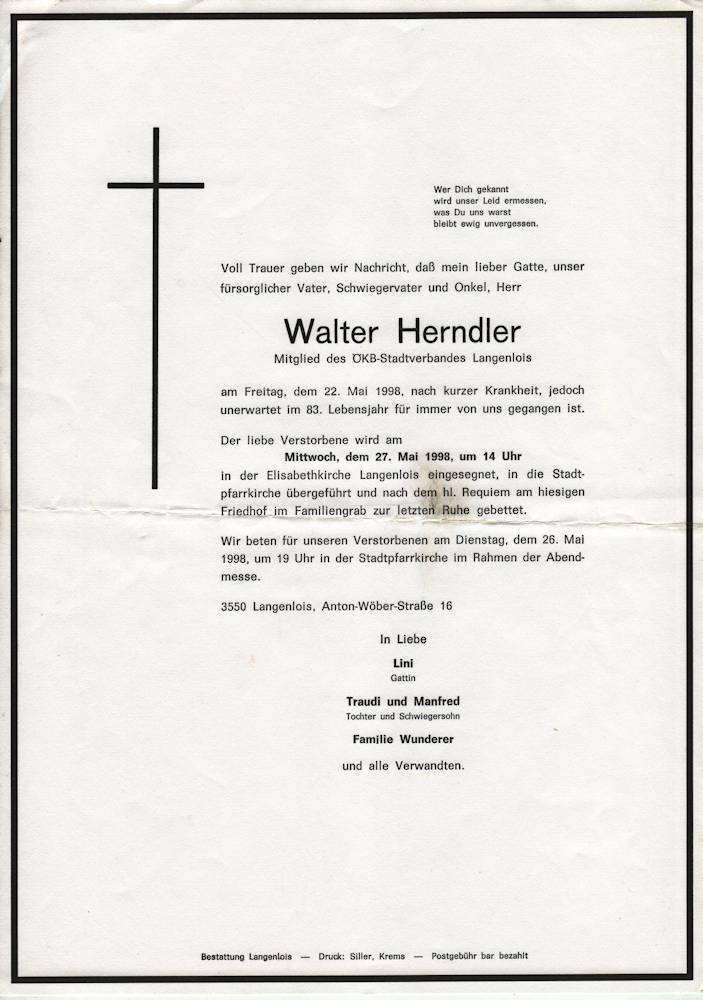 Wer Dich gekannt
wird unser Leid ermessen,
was Du uns warst
bleibt ewig unvergessen.
Voll Trauer geben wir Nachricht, daß mein lieber Gatte, unser
fürsorglicher Vater, Schwiegervater und Onkel, Herr
Walter Herndler
Mitglied des ÖKB-Stadtverbandes Langenlois
am Freitag, dem 22. Mai 1998, nach kurzer Krankheit, jedoch
unerwartet im 83. Lebensjahr für immer von uns gegangen ist.
Der liebe Verstorbene wird am
Mittwoch, dem 27. Mai 1998, um 14 Uhr
in der Elisabethkirche Langenlois eingesegnet, in die Stadt-
pfarrkirche übergeführt und nach dem hl. Requiem am hiesigen
Friedhof im Familiengrab zur letzten Ruhe gebettet.
Wir beten für unseren Verstorbenen am Dienstag, dem 26. Mai
1998, um 19 Uhr in der Stadtpfarrkirche im Rahmen der Abend-
messe.
3550 Langenlois, Anton-Wöber-Straße 16
In Liebe
Lini
Gattin
Traudi und Manfred
Tochter und Schwiegersohn
Familie Wunderer
und alle Verwandten.
Bestattung Langenlois — Druck: Siller, Krems — Postgebühr bar bezahlt